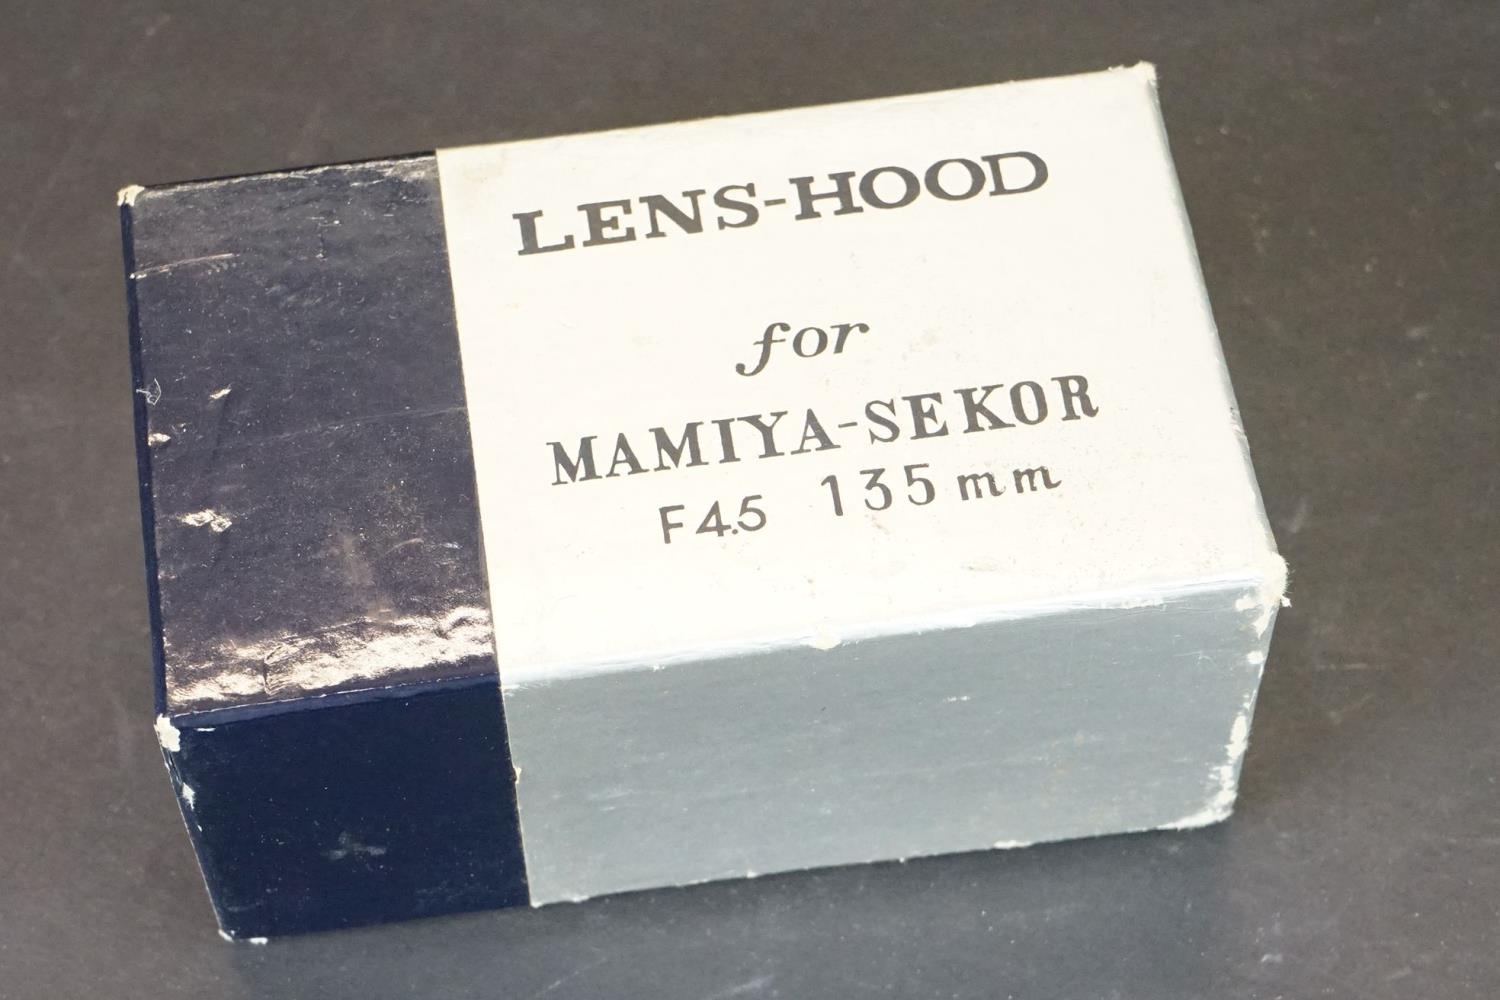 LENS-HOOD
for
MAMIYA-SEKOR
F4.5 135mm